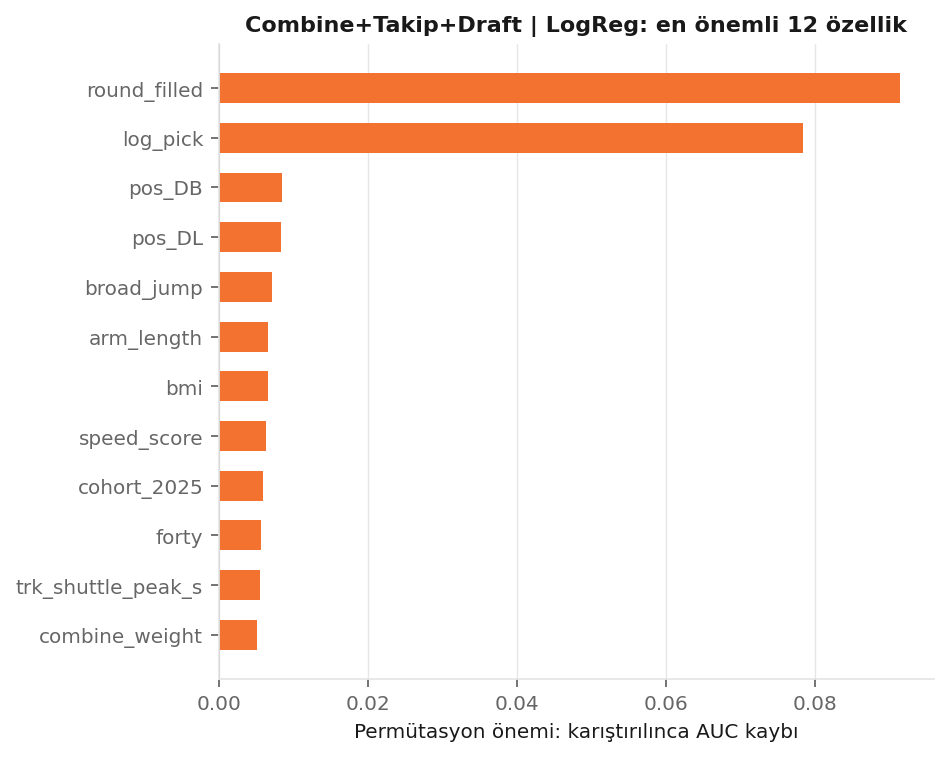 Combine+Takip+Draft | LogReg: en önemli 12 özellik
round_filled
log_pick
pos_DB
pos_DL
broad_jump
arm_length
bmi
speed_score
cohort_2025
forty
trk_shuttle_peak_s
combine_weight
0.00 0.02 0.04 0.06 0.08
Permütasyon önemi: karıştırılınca AUC kaybı